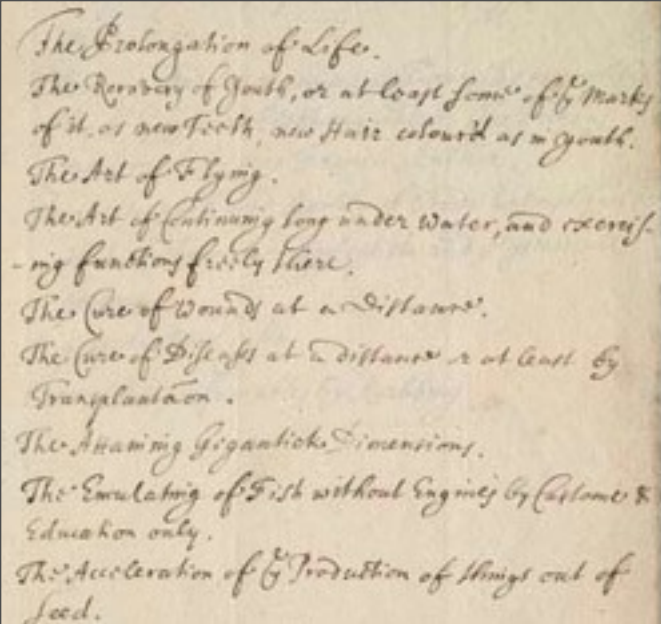 The Prolongation of Life.
The Recovery of Youth, or at least some of ye Marks
of it, as new Teeth, new Hair colour'd as in youth.
The Art of Flying.
The Art of Continuing long under water, and exercis-
-ing functions freely there.
The Cure of Wounds at a Distance.
The Cure of Diseases at a distance or at least by
Transplantation.
The Attaining Gigantick Dimensions.
The Emulating of Fish without Engines by Custome &
Education only.
The Acceleration of ye Production of things out of
Seed.